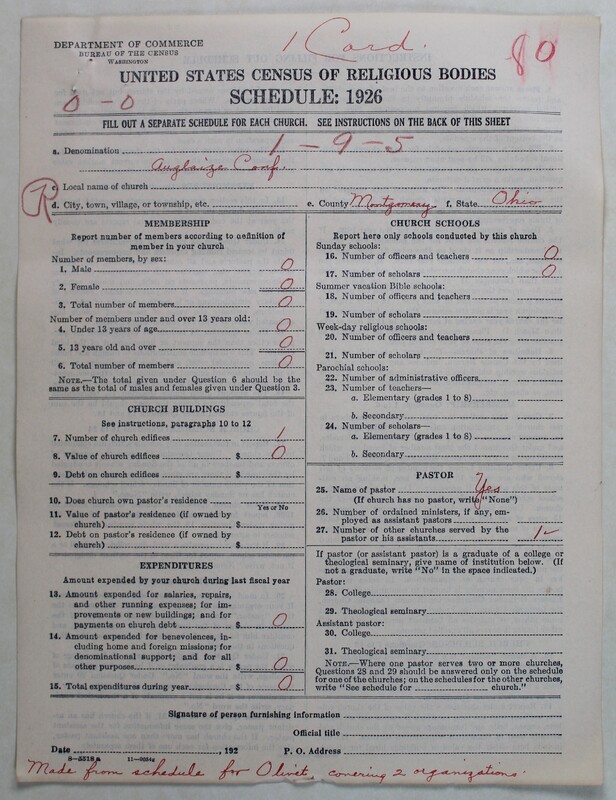 DEPARTMENT OF COMMERCE
BUREAU OF THE CENSUS
WASHINGTON
1 Card.
80
UNITED STATES CENSUS OF RELIGIOUS BODIES
0 - 0
SCHEDULE: 1926
FILL OUT A SEPARATE SCHEDULE FOR EACH CHURCH. SEE INSTRUCTIONS ON THE BACK OF THIS SHEET
a. Denomination 1-9-5
Auglaize Conf.
c. Local name of church
R
d. City, town, village, or township, etc. e. County Montgomery f. State Ohio
MEMBERSHIP
Report number of members according to definition of
member in your church
Number of members, by sex:
1. Male 0
2. Female 0
3. Total number of members 0
Number of members under and over 13 years old:
4. Under 13 years of age 0
5. 13 years old and over 0
6. Total number of members 0
NOTE.—The total given under Question 6 should be the
same as the total of males and females given under Question 3.
CHURCH BUILDINGS
See instructions, paragraphs 10 to 12
7. Number of church edifices 1
8. Value of church edifices $ 0
9. Debt on church edifices $
10. Does church own pastor's residence
Yes or No
11. Value of pastor's residence (if owned by
church) $
12. Debt on pastor's residence (if owned by
church) $
EXPENDITURES
Amount expended by your church during last fiscal year
13. Amount expended for salaries, repairs,
and other running expenses; for im-
provements or new buildings; and for
payments on church debt $ 0
14. Amount expended for benevolences, in-
cluding home and foreign missions; for
denominational support; and for all
other purposes $ 0
15. Total expenditures during year $ 0
CHURCH SCHOOLS
Report here only schools conducted by this church
Sunday schools:
16. Number of officers and teachers 0
17. Number of scholars 0
Summer vacation Bible schools:
18. Number of officers and teachers
19. Number of scholars
Week-day religious schools:
20. Number of officers and teachers
21. Number of scholars
Parochial schools:
22. Number of administrative officers
23. Number of teachers—
a. Elementary (grades 1 to 8)
b. Secondary
24. Number of scholars—
a. Elementary (grades 1 to 8)
b. Secondary
PASTOR
25. Name of pastor Yes
(If church has no pastor, write "None")
26. Number of ordained ministers, if any, em-
ployed as assistant pastors
27. Number of other churches served by the
pastor or his assistants 1
If pastor (or assistant pastor) is a graduate of a college or
theological seminary, give name of institution below. (If
not a graduate, write "No" in the space indicated.)
Pastor:
28. College
29. Theological seminary
Assistant pastor:
30. College
31. Theological seminary
NOTE.—Where one pastor serves two or more churches,
Questions 28 and 29 should be answered only on the schedule
for one of the churches; on the schedules for the other churches,
write "See schedule for church."
Signature of person furnishing information
Official title
Date , 192 P. O. Address
8-5518a 11-9054a
Made from schedule for Olivet, covering 2 organizations.